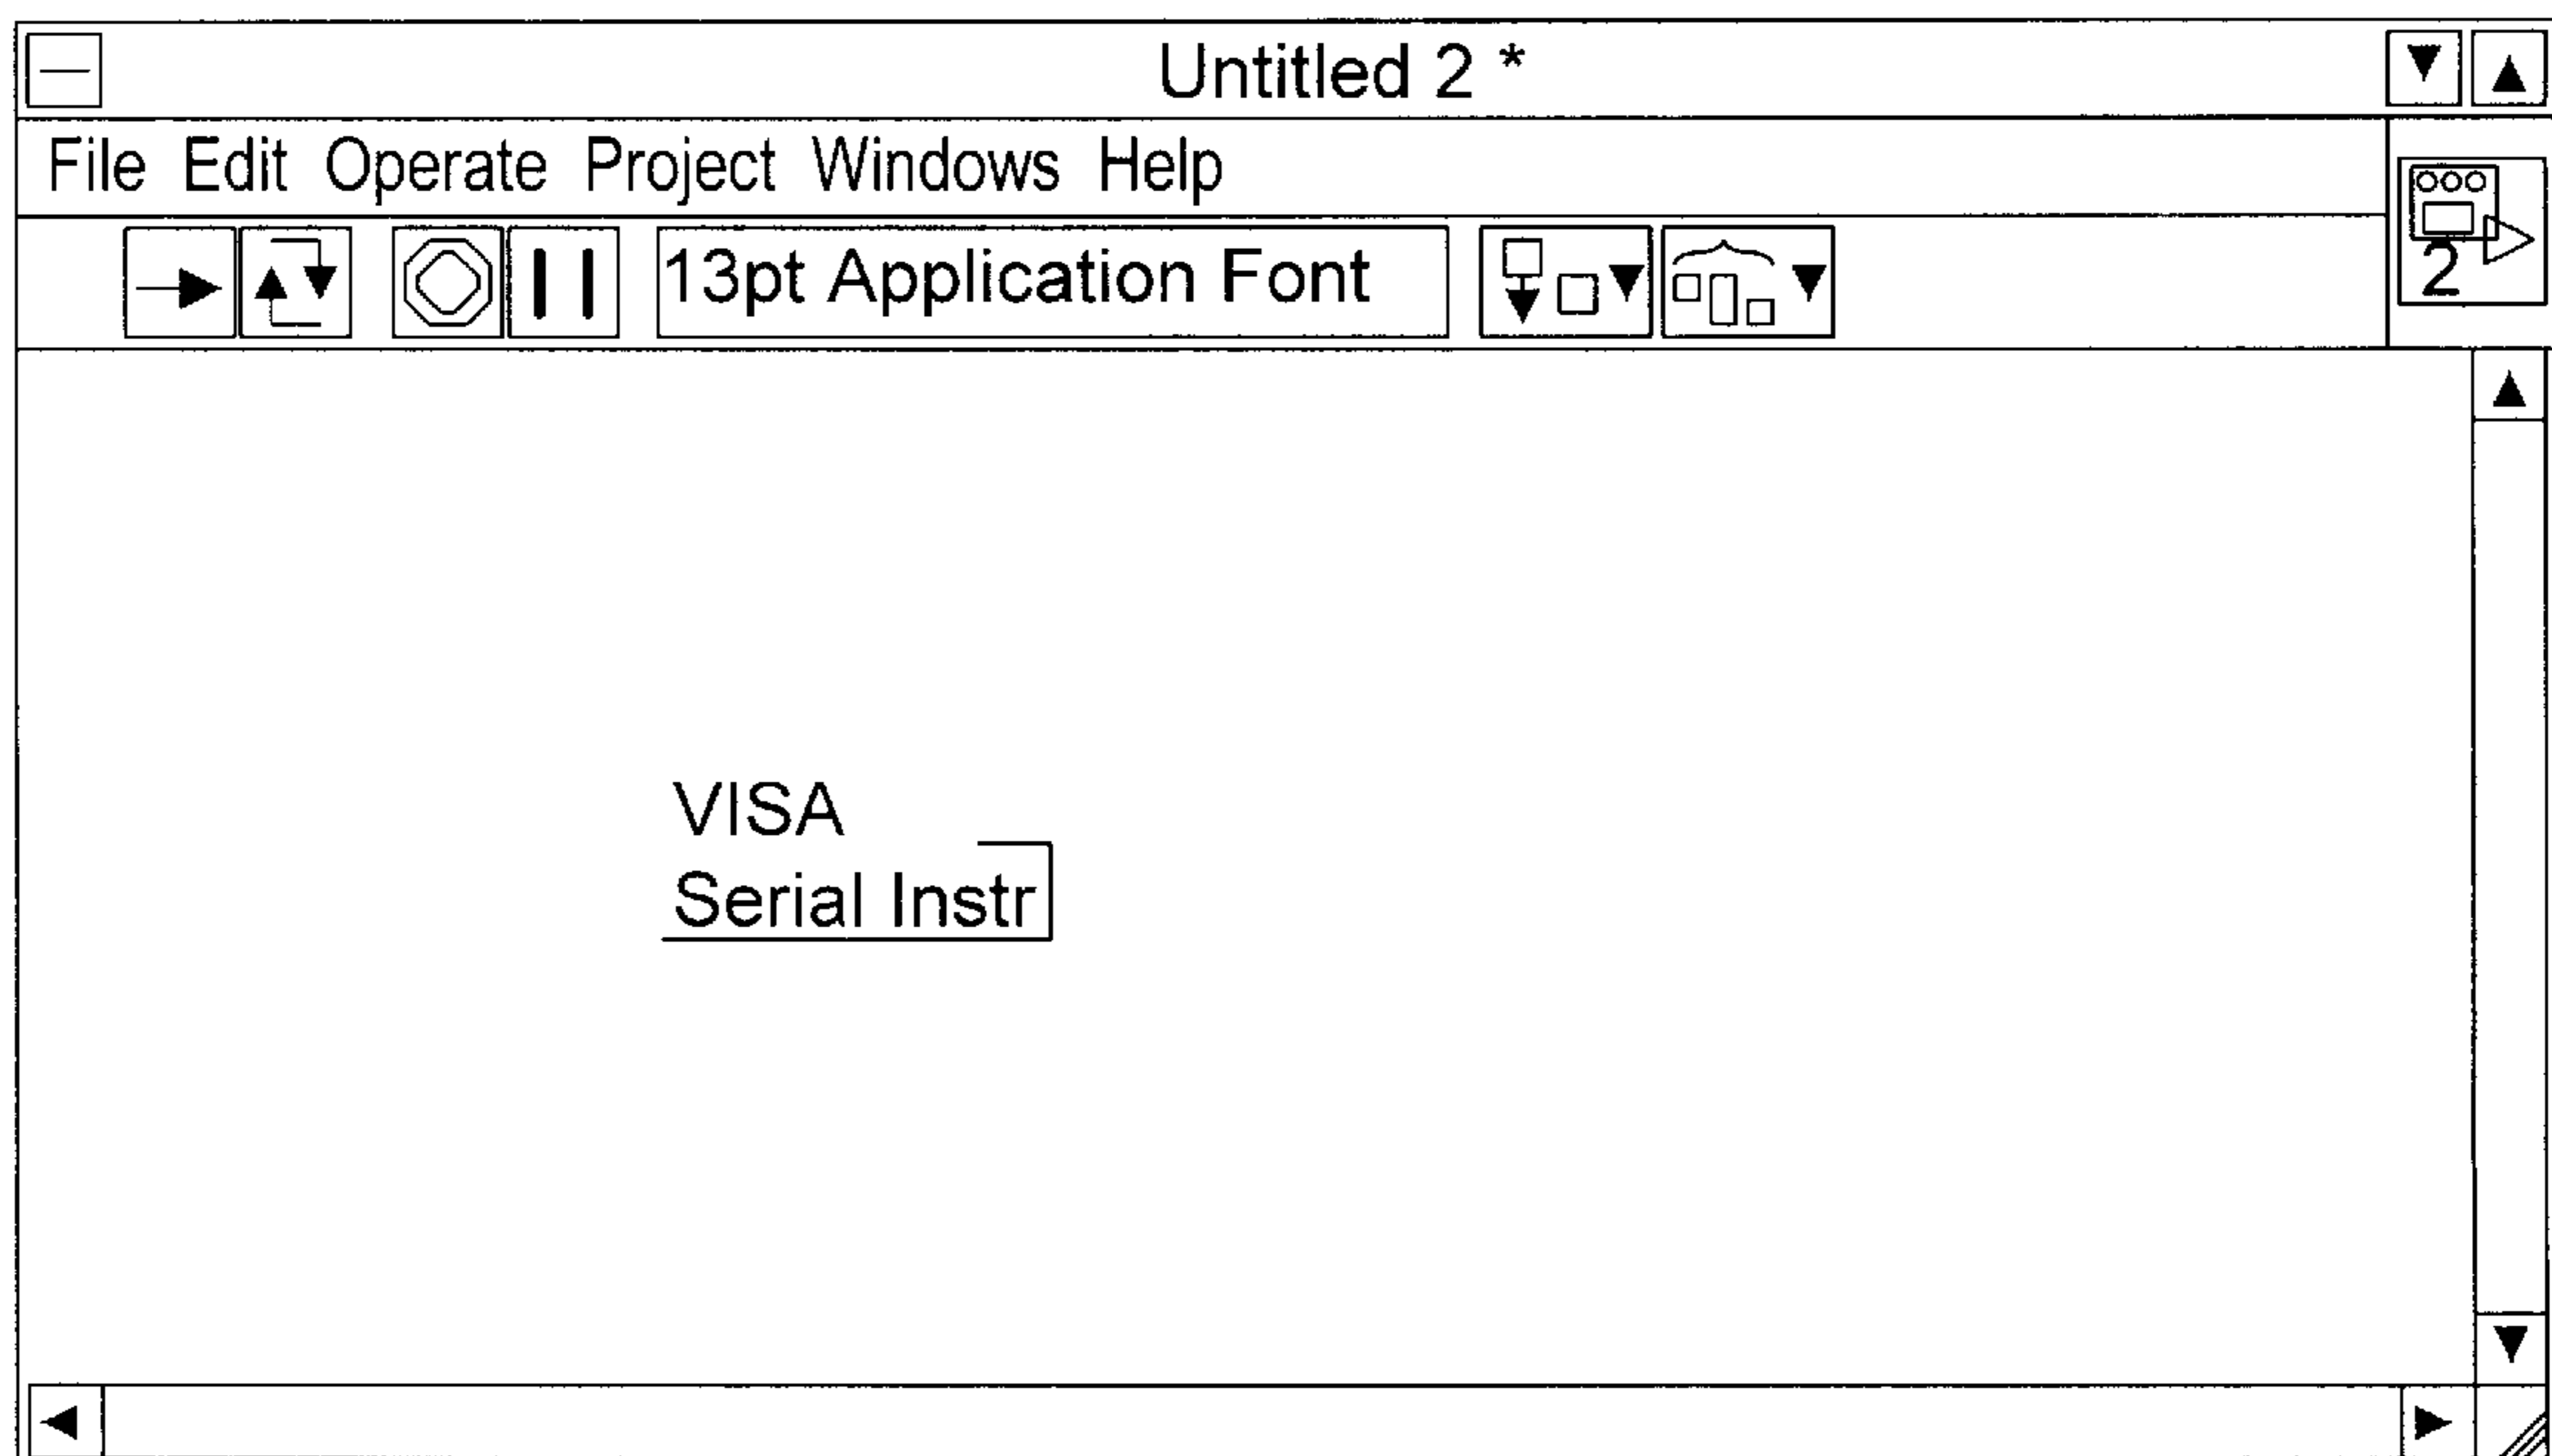 Untitled 2 *
File Edit Operate Project Windows Help
13pt Application Font
2
VISA
Serial Instr